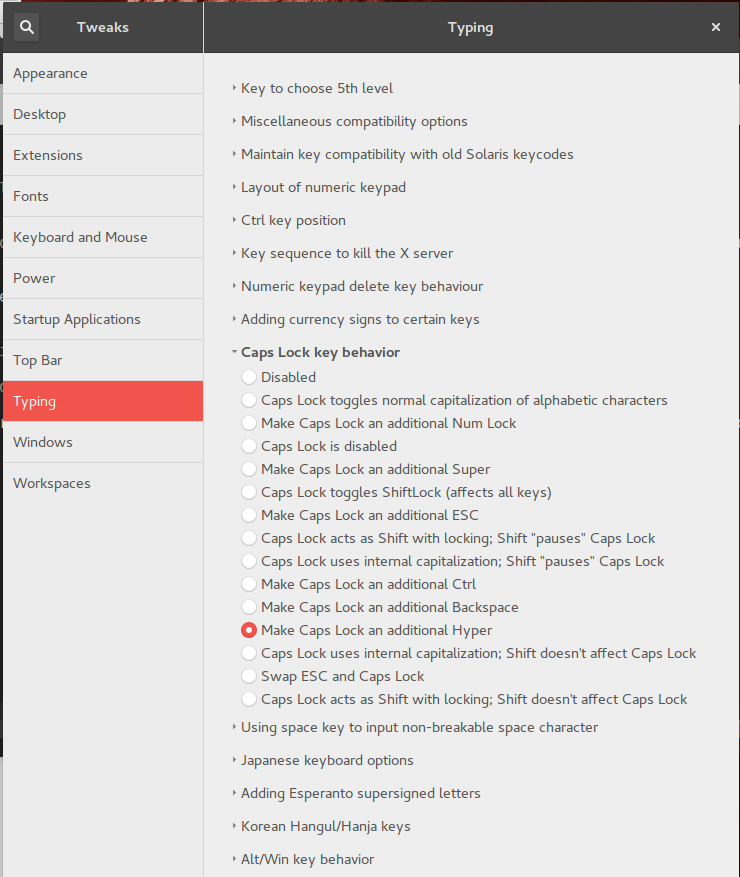 Tweaks
Typing
Appearance
Desktop
Extensions
Fonts
Keyboard and Mouse
Power
Startup Applications
Top Bar
Typing
Windows
Workspaces
Key to choose 5th level
Miscellaneous compatibility options
Maintain key compatibility with old Solaris keycodes
Layout of numeric keypad
Ctrl key position
Key sequence to kill the X server
Numeric keypad delete key behaviour
Adding currency signs to certain keys
Caps Lock key behavior
Disabled
Caps Lock toggles normal capitalization of alphabetic characters
Make Caps Lock an additional Num Lock
Caps Lock is disabled
Make Caps Lock an additional Super
Caps Lock toggles ShiftLock (affects all keys)
Make Caps Lock an additional ESC
Caps Lock acts as Shift with locking; Shift "pauses" Caps Lock
Caps Lock uses internal capitalization; Shift "pauses" Caps Lock
Make Caps Lock an additional Ctrl
Make Caps Lock an additional Backspace
Make Caps Lock an additional Hyper
Caps Lock uses internal capitalization; Shift doesn't affect Caps Lock
Swap ESC and Caps Lock
Caps Lock acts as Shift with locking; Shift doesn't affect Caps Lock
Using space key to input non-breakable space character
Japanese keyboard options
Adding Esperanto supersigned letters
Korean Hangul/Hanja keys
Alt/Win key behavior